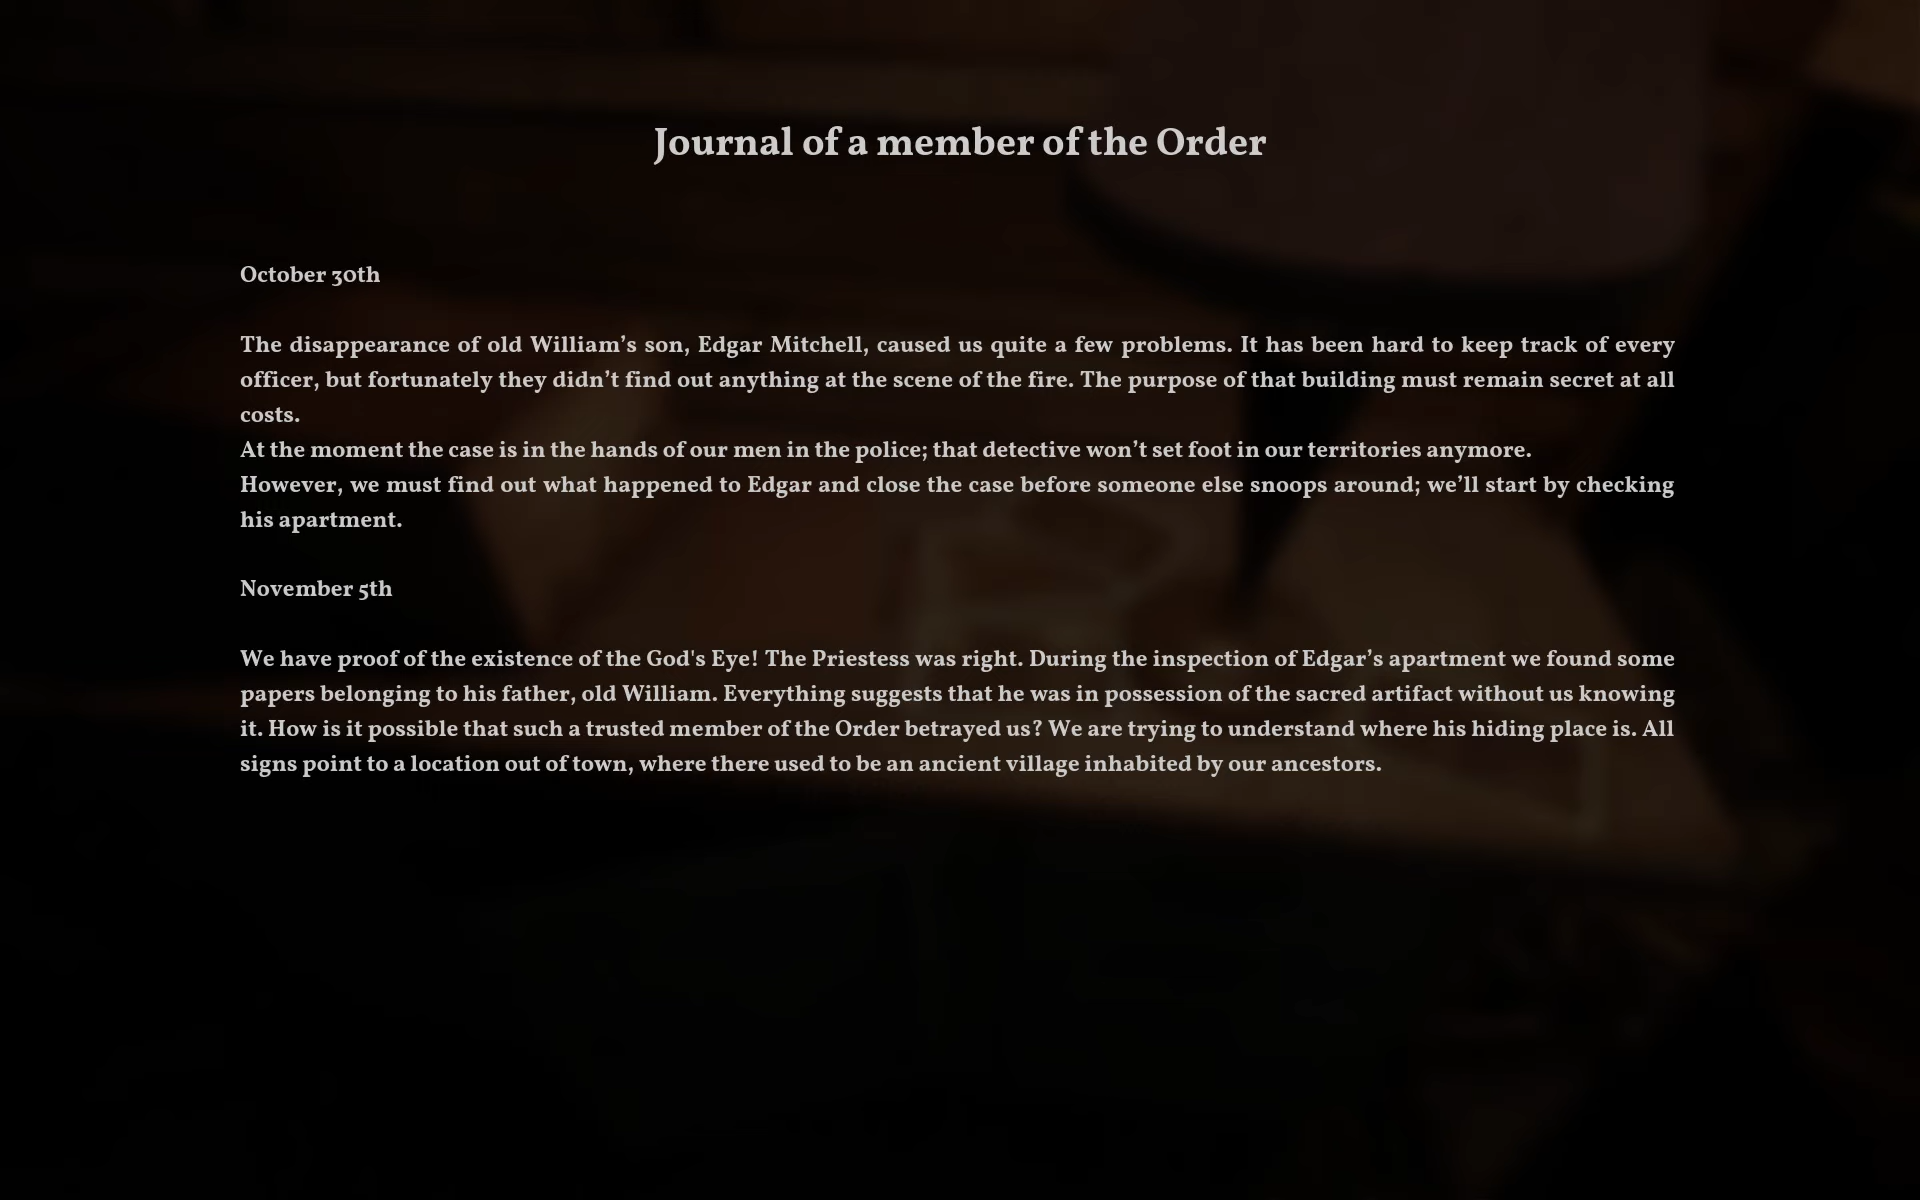 Journal of a member of the Order
October 30th
The disappearance of old William’s son, Edgar Mitchell, caused us quite a few problems. It has been hard to keep track of every
officer, but fortunately they didn’t find out anything at the scene of the fire. The purpose of that building must remain secret at all
costs.
At the moment the case is in the hands of our men in the police; that detective won’t set foot in our territories anymore.
However, we must find out what happened to Edgar and close the case before someone else snoops around; we’ll start by checking
his apartment.
November 5th
We have proof of the existence of the God's Eye! The Priestess was right. During the inspection of Edgar’s apartment we found some
papers belonging to his father, old William. Everything suggests that he was in possession of the sacred artifact without us knowing
it. How is it possible that such a trusted member of the Order betrayed us? We are trying to understand where his hiding place is. All
signs point to a location out of town, where there used to be an ancient village inhabited by our ancestors.